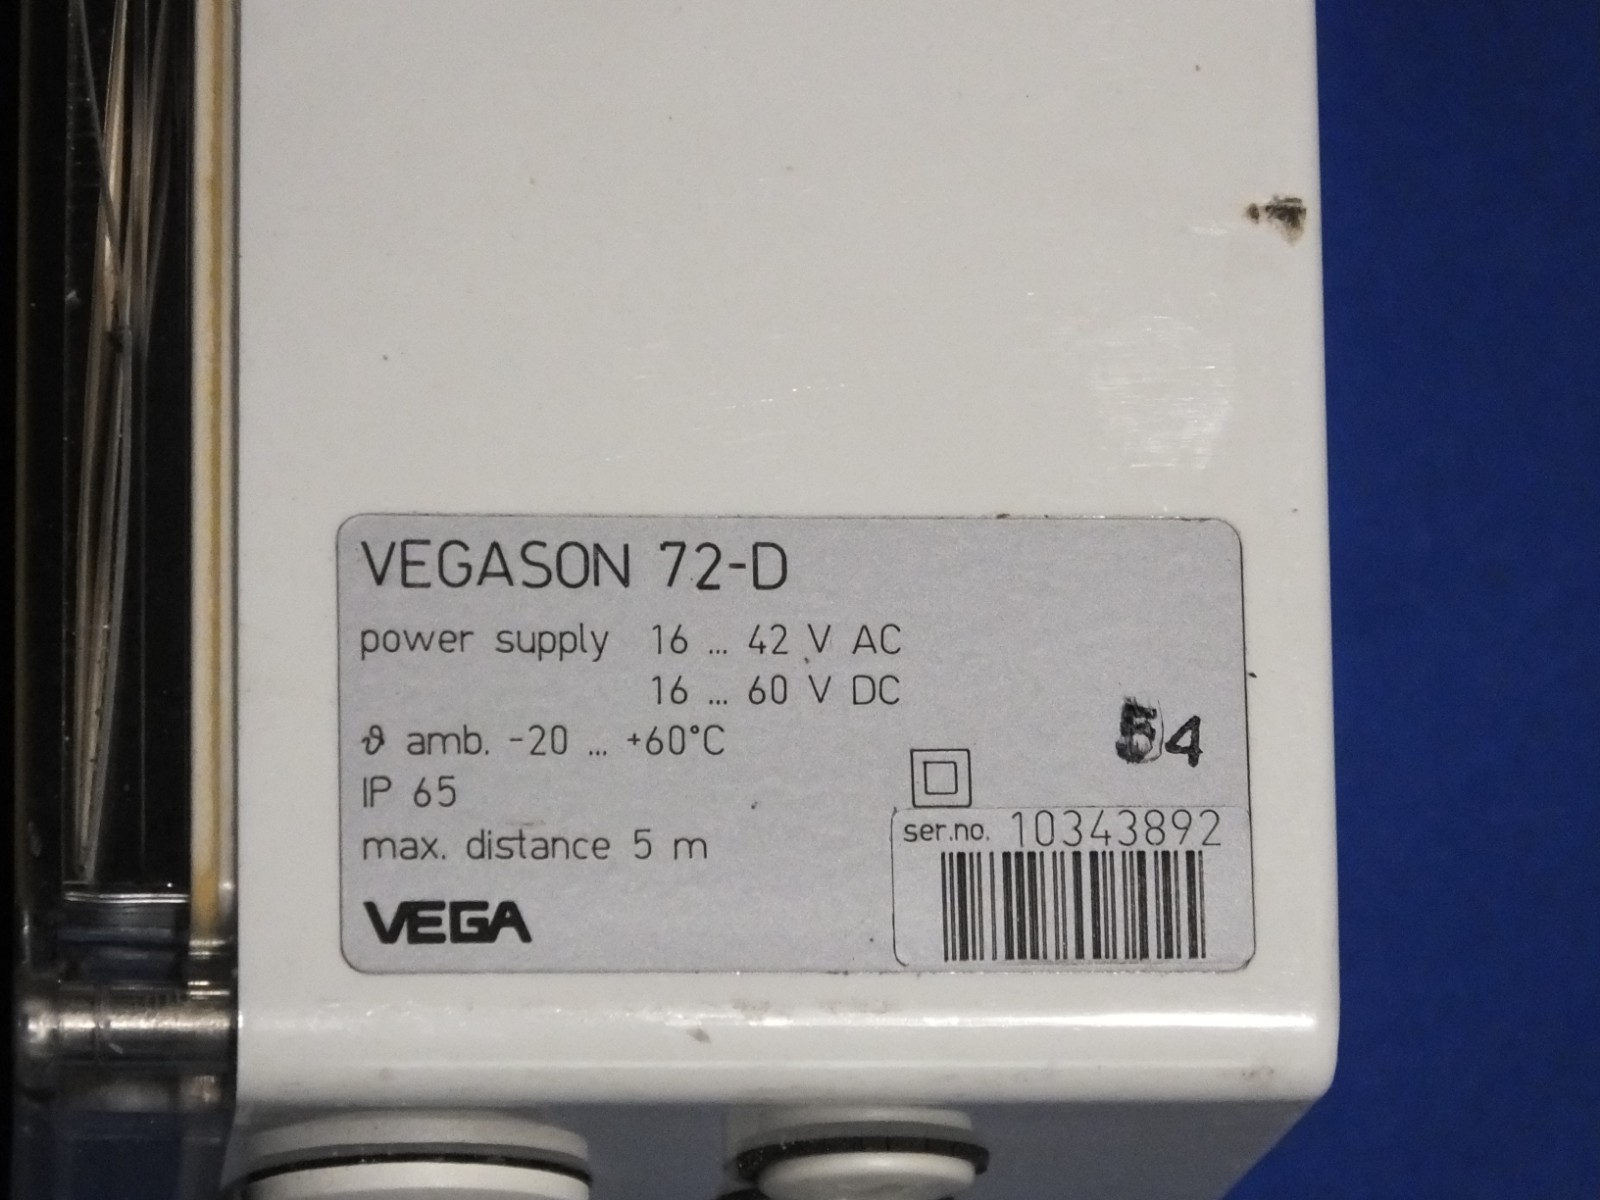 VEGASON 72-D
power supply 16 ... 42 V AC
16 ... 60 V DC
ϑ amb. -20 ... +60°C
IP 65
max. distance 5 m
VEGA
54
ser.no. 10343892